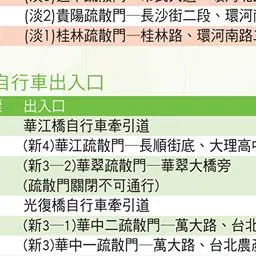 (淡2)貴陽疏散門─長沙街二段、環河南
(淡1)桂林疏散門─桂林路、環河南路二
自行車出入口
出入口
華江橋自行車牽引道
(新4)華江疏散門─長順街底、大理高中
(新3─2)華翠疏散門─華翠大橋旁
(疏散門關閉不可通行)
光復橋自行車牽引道
(新3─1)華中二疏散門─萬大路、台北
(新3)華中一疏散門─萬大路、台北農產